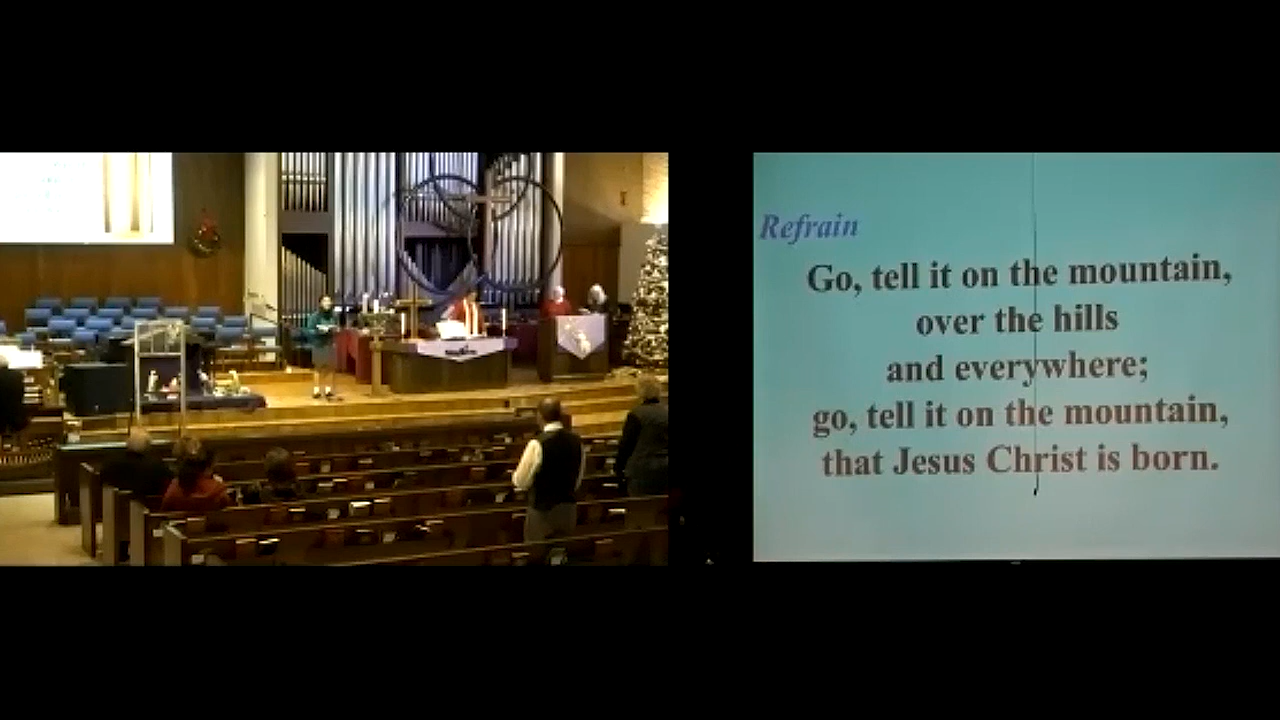 Refrain
Go, tell it on the mountain,
over the hills
and everywhere;
go, tell it on the mountain,
that Jesus Christ is born.